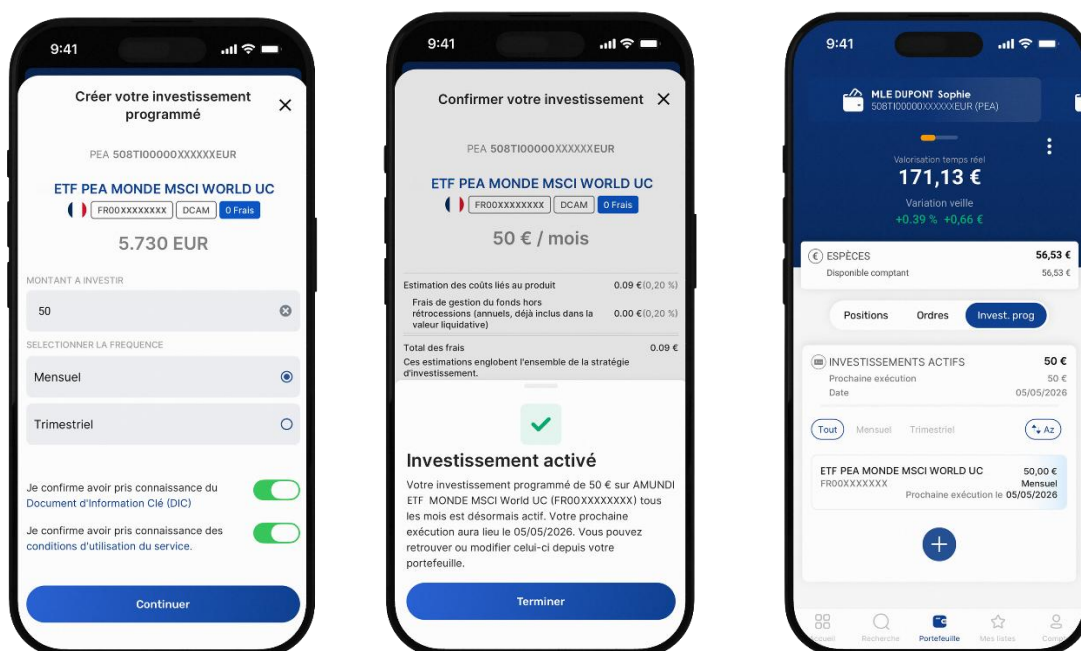 9:41
Créer votre investissement
programmé
PEA 508TI00000XXXXXXEUR
ETF PEA MONDE MSCI WORLD UC
FR00XXXXXXXX DCAM 0 Frais
5.730 EUR
MONTANT A INVESTIR
50
SELECTIONNER LA FREQUENCE
Mensuel
Trimestriel
Je confirme avoir pris connaissance du
Document d'Information Clé (DIC)
Je confirme avoir pris connaissance des
conditions d'utilisation du service.
Continuer
9:41
Confirmer votre investissement
PEA 508TI00000XXXXXXEUR
ETF PEA MONDE MSCI WORLD UC
FR00XXXXXXXX DCAM 0 Frais
50 € / mois
Estimation des coûts liés au produit 0.09 € (0,20 %)
Frais de gestion du fonds hors
rétrocessions (annuels, déjà inclus dans la 0.00 € (0,20 %)
valeur liquidative)
Total des frais 0.09 €
Ces estimations englobent l'ensemble de la stratégie
d'investissement.
Investissement activé
Votre investissement programmé de 50 € sur AMUNDI
ETF MONDE MSCI World UC (FR00XXXXXXXX) tous
les mois est désormais actif. Votre prochaine
exécution aura lieu le 05/05/2026. Vous pouvez
retrouver ou modifier celui-ci depuis votre
portefeuille.
Terminer
9:41
MLE DUPONT Sophie
508TI00000XXXXXXEUR (PEA)
Valorisation temps réel
171,13 €
Variation veille
+0.39 % +0,66 €
€ ESPÈCES 56,53 €
Disponible comptant 56,53 €
Positions Ordres Invest. prog
INVESTISSEMENTS ACTIFS 50 €
Prochaine exécution 50 €
Date 05/05/2026
Tout Mensuel Trimestriel Az
ETF PEA MONDE MSCI WORLD UC 50,00 €
FR00XXXXXXX Mensuel
Prochaine exécution le 05/05/2026
Recherche Portefeuille Mes listes